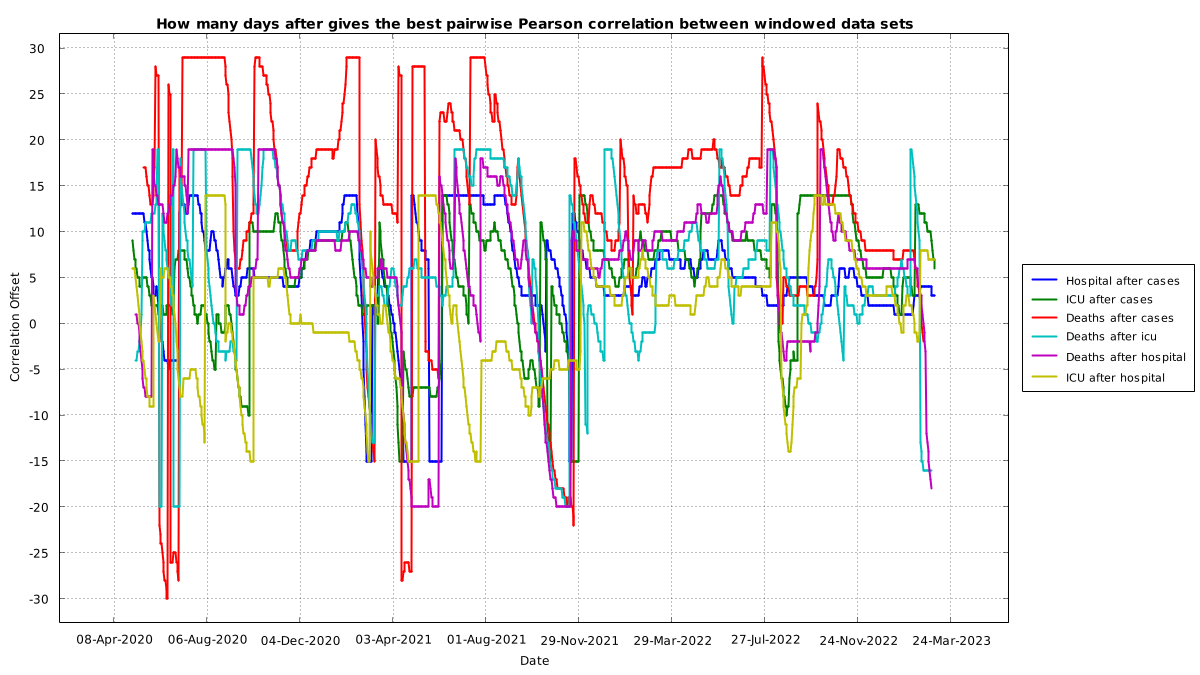 How many days after gives the best pairwise Pearson correlation between windowed data sets
30
25
20
15
10
5
0
-5
-10
-15
-20
-25
-30
Correlation Offset
08-Apr-2020 06-Aug-2020 04-Dec-2020 03-Apr-2021 01-Aug-2021 29-Nov-2021 29-Mar-2022 27-Jul-2022 24-Nov-2022 24-Mar-2023
Date
Hospital after cases
ICU after cases
Deaths after cases
Deaths after icu
Deaths after hospital
ICU after hospital